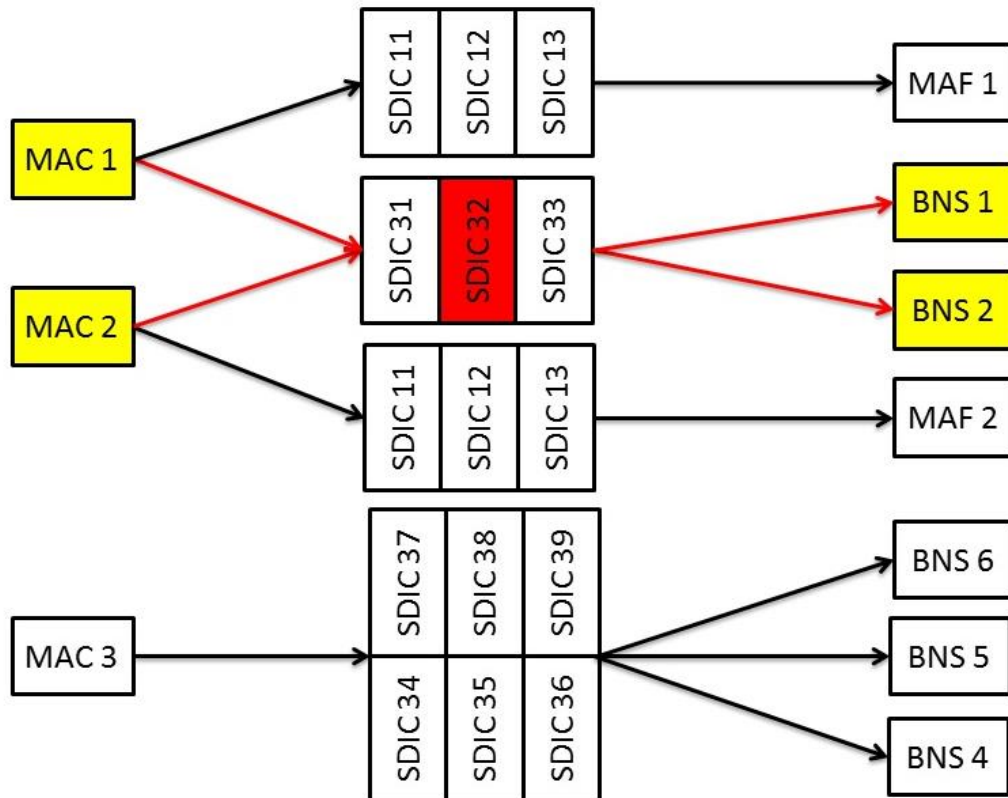 SDIC 11
SDIC 12
SDIC 13
MAF 1
MAC 1
SDIC 31
SDIC 32
SDIC 33
BNS 1
BNS 2
MAC 2
SDIC 11
SDIC 12
SDIC 13
MAF 2
SDIC 37
SDIC 38
SDIC 39
BNS 6
MAC 3
BNS 5
SDIC 34
SDIC 35
SDIC 36
BNS 4